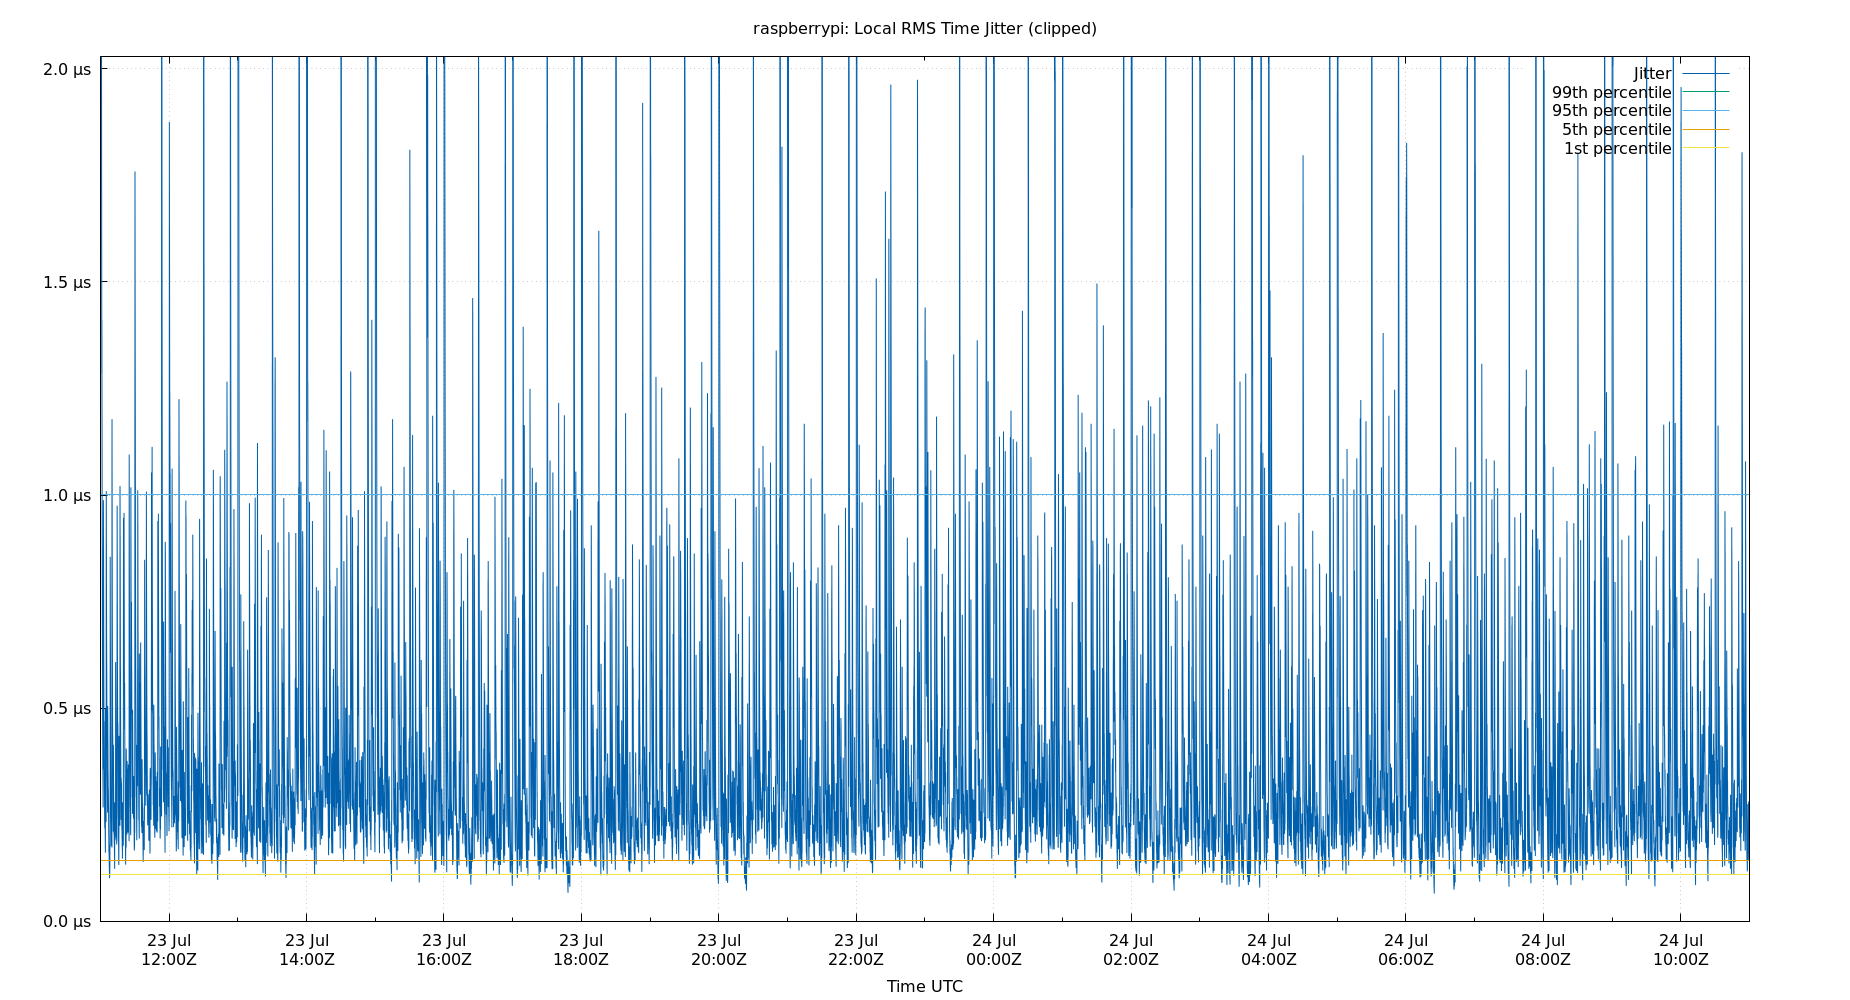 raspberrypi: Local RMS Time Jitter (clipped)
2.0 µs
1.5 µs
1.0 µs
0.5 µs
0.0 µs
Jitter
99th percentile
95th percentile
5th percentile
1st percentile
23 Jul 23 Jul 23 Jul 23 Jul 23 Jul 23 Jul 24 Jul 24 Jul 24 Jul 24 Jul 24 Jul 24 Jul
12:00Z 14:00Z 16:00Z 18:00Z 20:00Z 22:00Z 00:00Z 02:00Z 04:00Z 06:00Z 08:00Z 10:00Z
Time UTC